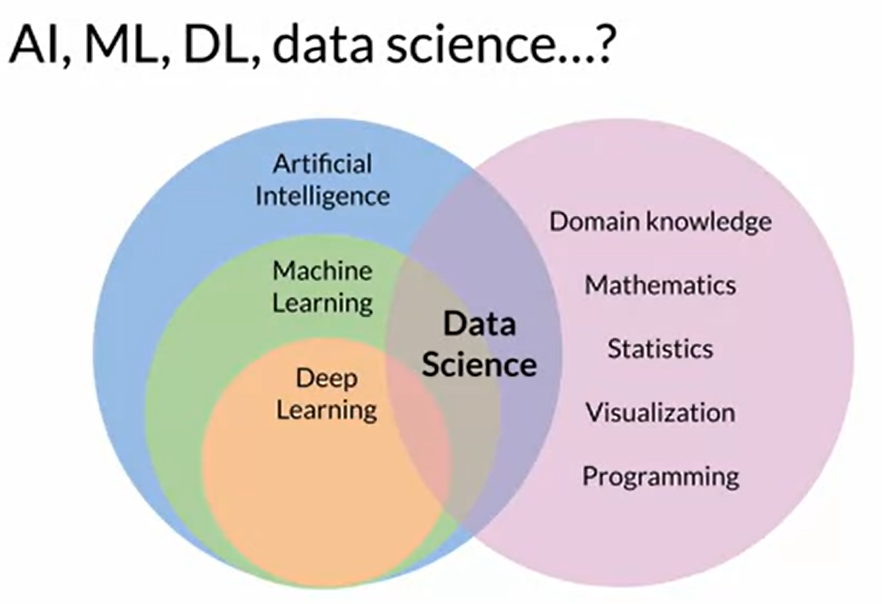 AI, ML, DL, data science...?
Artificial
Intelligence
Machine
Learning
Deep
Learning
Data
Science
Domain knowledge
Mathematics
Statistics
Visualization
Programming